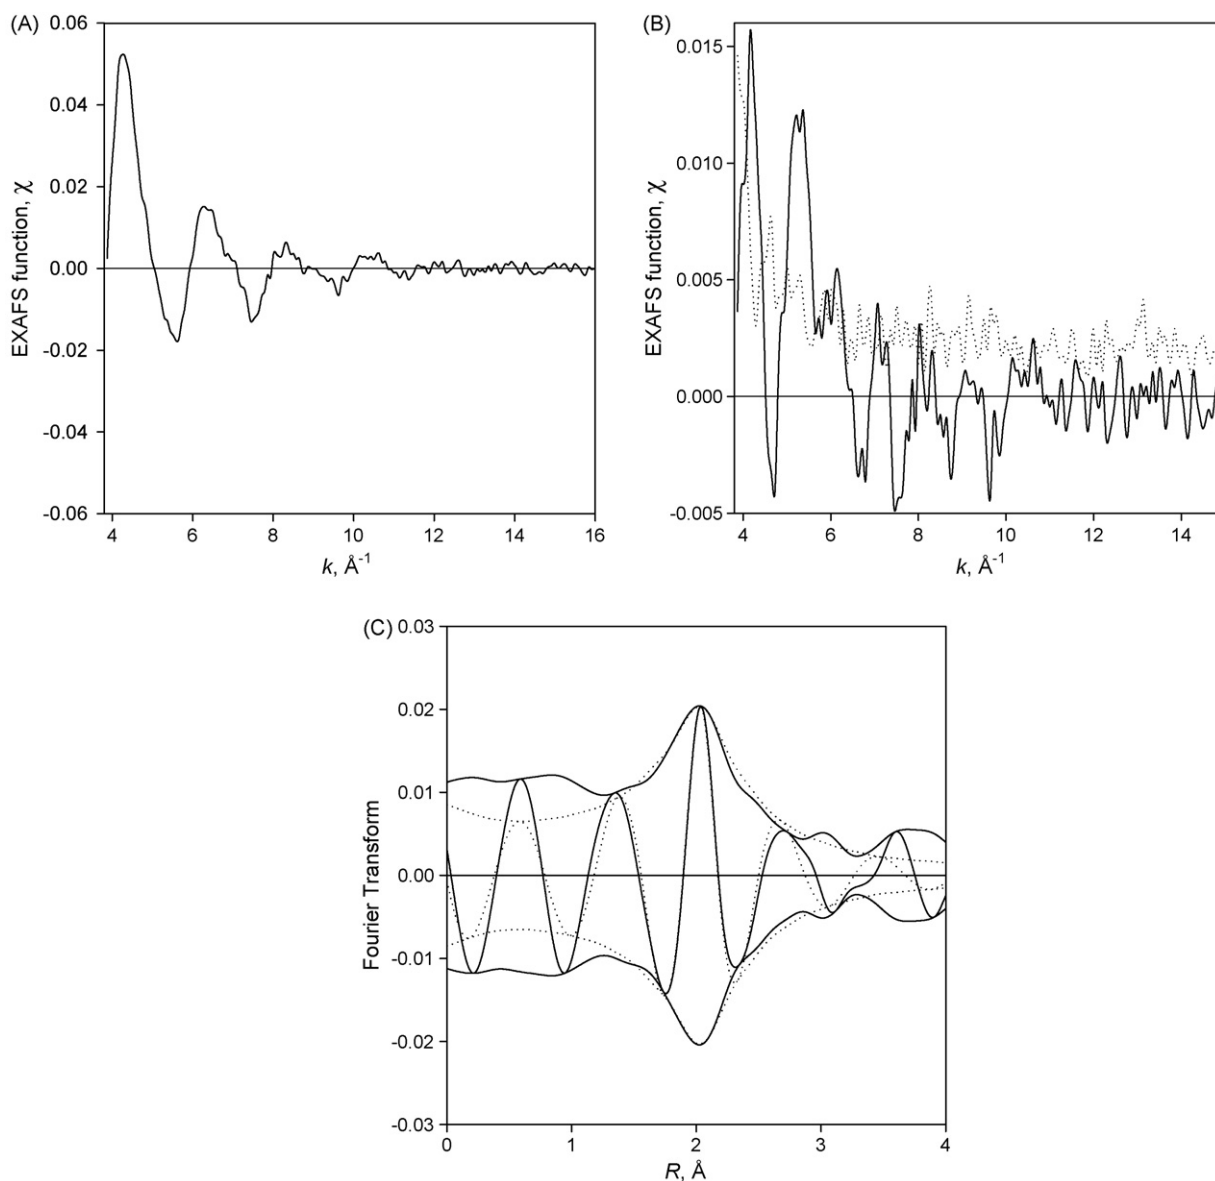 (A)
0.06
0.04
0.02
0.00
-0.02
-0.04
-0.06
EXAFS function, χ
4 6 8 10 12 14 16
k, Å⁻¹
(B)
0.015
0.010
0.005
0.000
-0.005
EXAFS function, χ
4 6 8 10 12 14
k, Å⁻¹
(C)
0.03
0.02
0.01
0.00
-0.01
-0.02
-0.03
Fourier Transform
0 1 2 3 4
R, Å